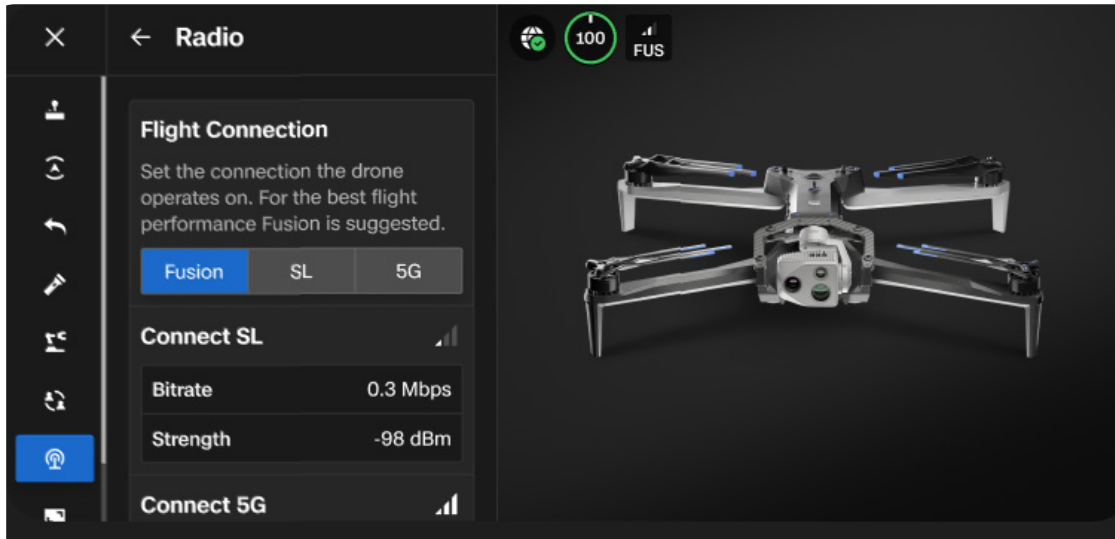 Radio
100
FUS
Flight Connection
Set the connection the drone
operates on. For the best flight
performance Fusion is suggested.
Fusion SL 5G
Connect SL
Bitrate 0.3 Mbps
Strength -98 dBm
Connect 5G